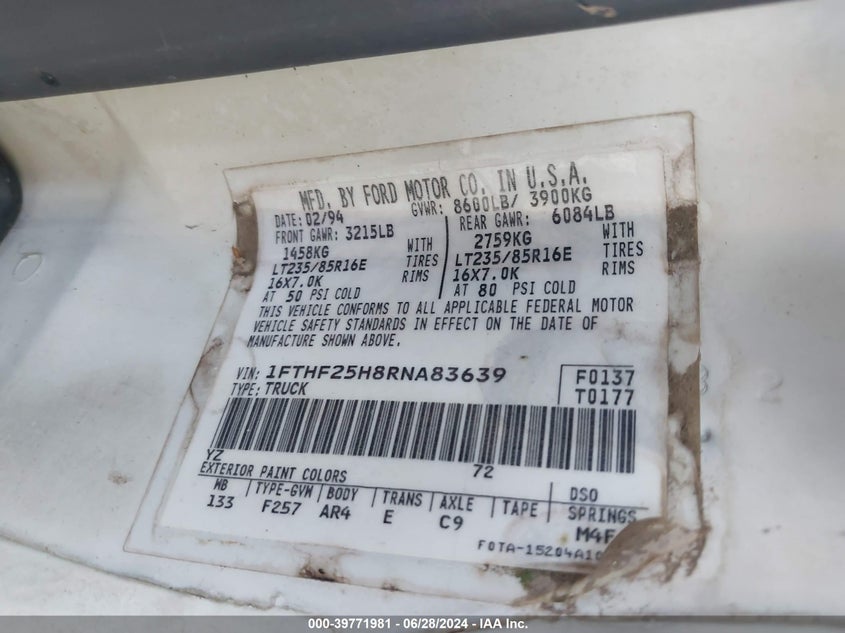 MFD. BY FORD MOTOR CO. IN U.S.A.
DATE: 02/94 GVWR: 8600LB/ 3900KG
FRONT GAWR: 3215LB REAR GAWR: 6084LB
1458KG WITH 2759KG WITH
LT235/85R16E TIRES LT235/85R16E TIRES
16X7.0K RIMS 16X7.0K RIMS
AT 50 PSI COLD AT 80 PSI COLD
THIS VEHICLE CONFORMS TO ALL APPLICABLE FEDERAL MOTOR
VEHICLE SAFETY STANDARDS IN EFFECT ON THE DATE OF
MANUFACTURE SHOWN ABOVE.
VIN: 1FTHF25H8RNA83639 F0137
TYPE: TRUCK T0177
YZ 72
EXTERIOR PAINT COLORS DSO
WB TYPE-GVW BODY TRANS AXLE TAPE SPRINGS
133 F257 AR4 E C9 M4F
F0TA-15204A10
000-39771981 / 06/28/2024 - IAA Inc.